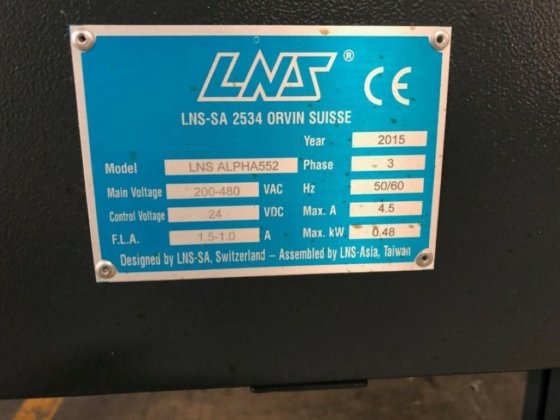 LNS ® CE
LNS-SA 2534 ORVIN SUISSE
Year 2015
Model LNS ALPHA552 Phase 3
Main Voltage 200-480 VAC Hz 50/60
Control Voltage 24 VDC Max. A 4.5
F.L.A. 1.5-1.0 A Max. kW 0.48
Designed by LNS-SA, Switzerland – Assembled by LNS-Asia, Taiwan